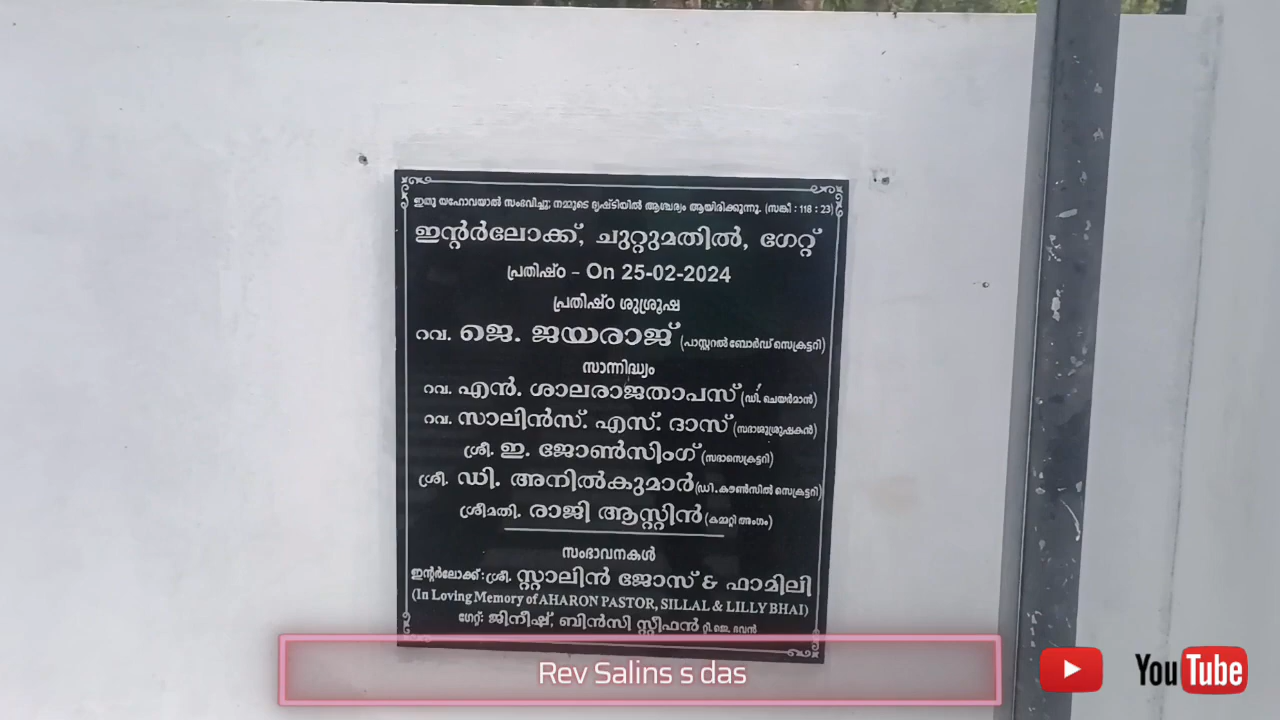 ഇതു യഹോവയാൽ സംഭവിച്ചു; നമ്മുടെ ദൃഷ്ടിയിൽ ആശ്ചര്യം ആയിരിക്കുന്നു. (സങ്കീ : 118 : 23)
ഇന്റർലോക്ക്, ചുറ്റുമതിൽ, ഗേറ്റ്
പ്രതിഷ്ഠ – On 25-02-2024
പ്രതിഷ്ഠ ശുശ്രൂഷ
റവ. ജെ. ജയരാജ് (പാസ്റ്ററൽ ബോർഡ് സെക്രട്ടറി)
സാന്നിദ്ധ്യം
റവ. എൻ. ശാലരാജതാപസ് (ഡി. ചെയർമാൻ)
റവ. സാലിൻസ്. എസ്. ദാസ് (സഭാശുശ്രൂഷകൻ)
ശ്രീ. ഇ. ജോൺസിംഗ് (സഭാസെക്രട്ടറി)
ശ്രീ. ഡി. അനിൽകുമാർ (ഡി.കൗൺസിൽ സെക്രട്ടറി)
ശ്രീമതി. രാജി ആസ്റ്റിൻ (കമ്മറ്റി അംഗം)
സംഭാവനകൾ
ഇന്റർലോക്ക് : ശ്രീ. സ്റ്റാലിൻ ജോസ് & ഫാമിലി
(In Loving Memory of AHARON PASTOR, SILLAL & LILLY BHAI)
ഗേറ്റ്: ജിനീഷ്, ബിൻസി സ്റ്റീഫൻ റ്റി.ജെ. ഭവൻ
Rev Salins s das
YouTube